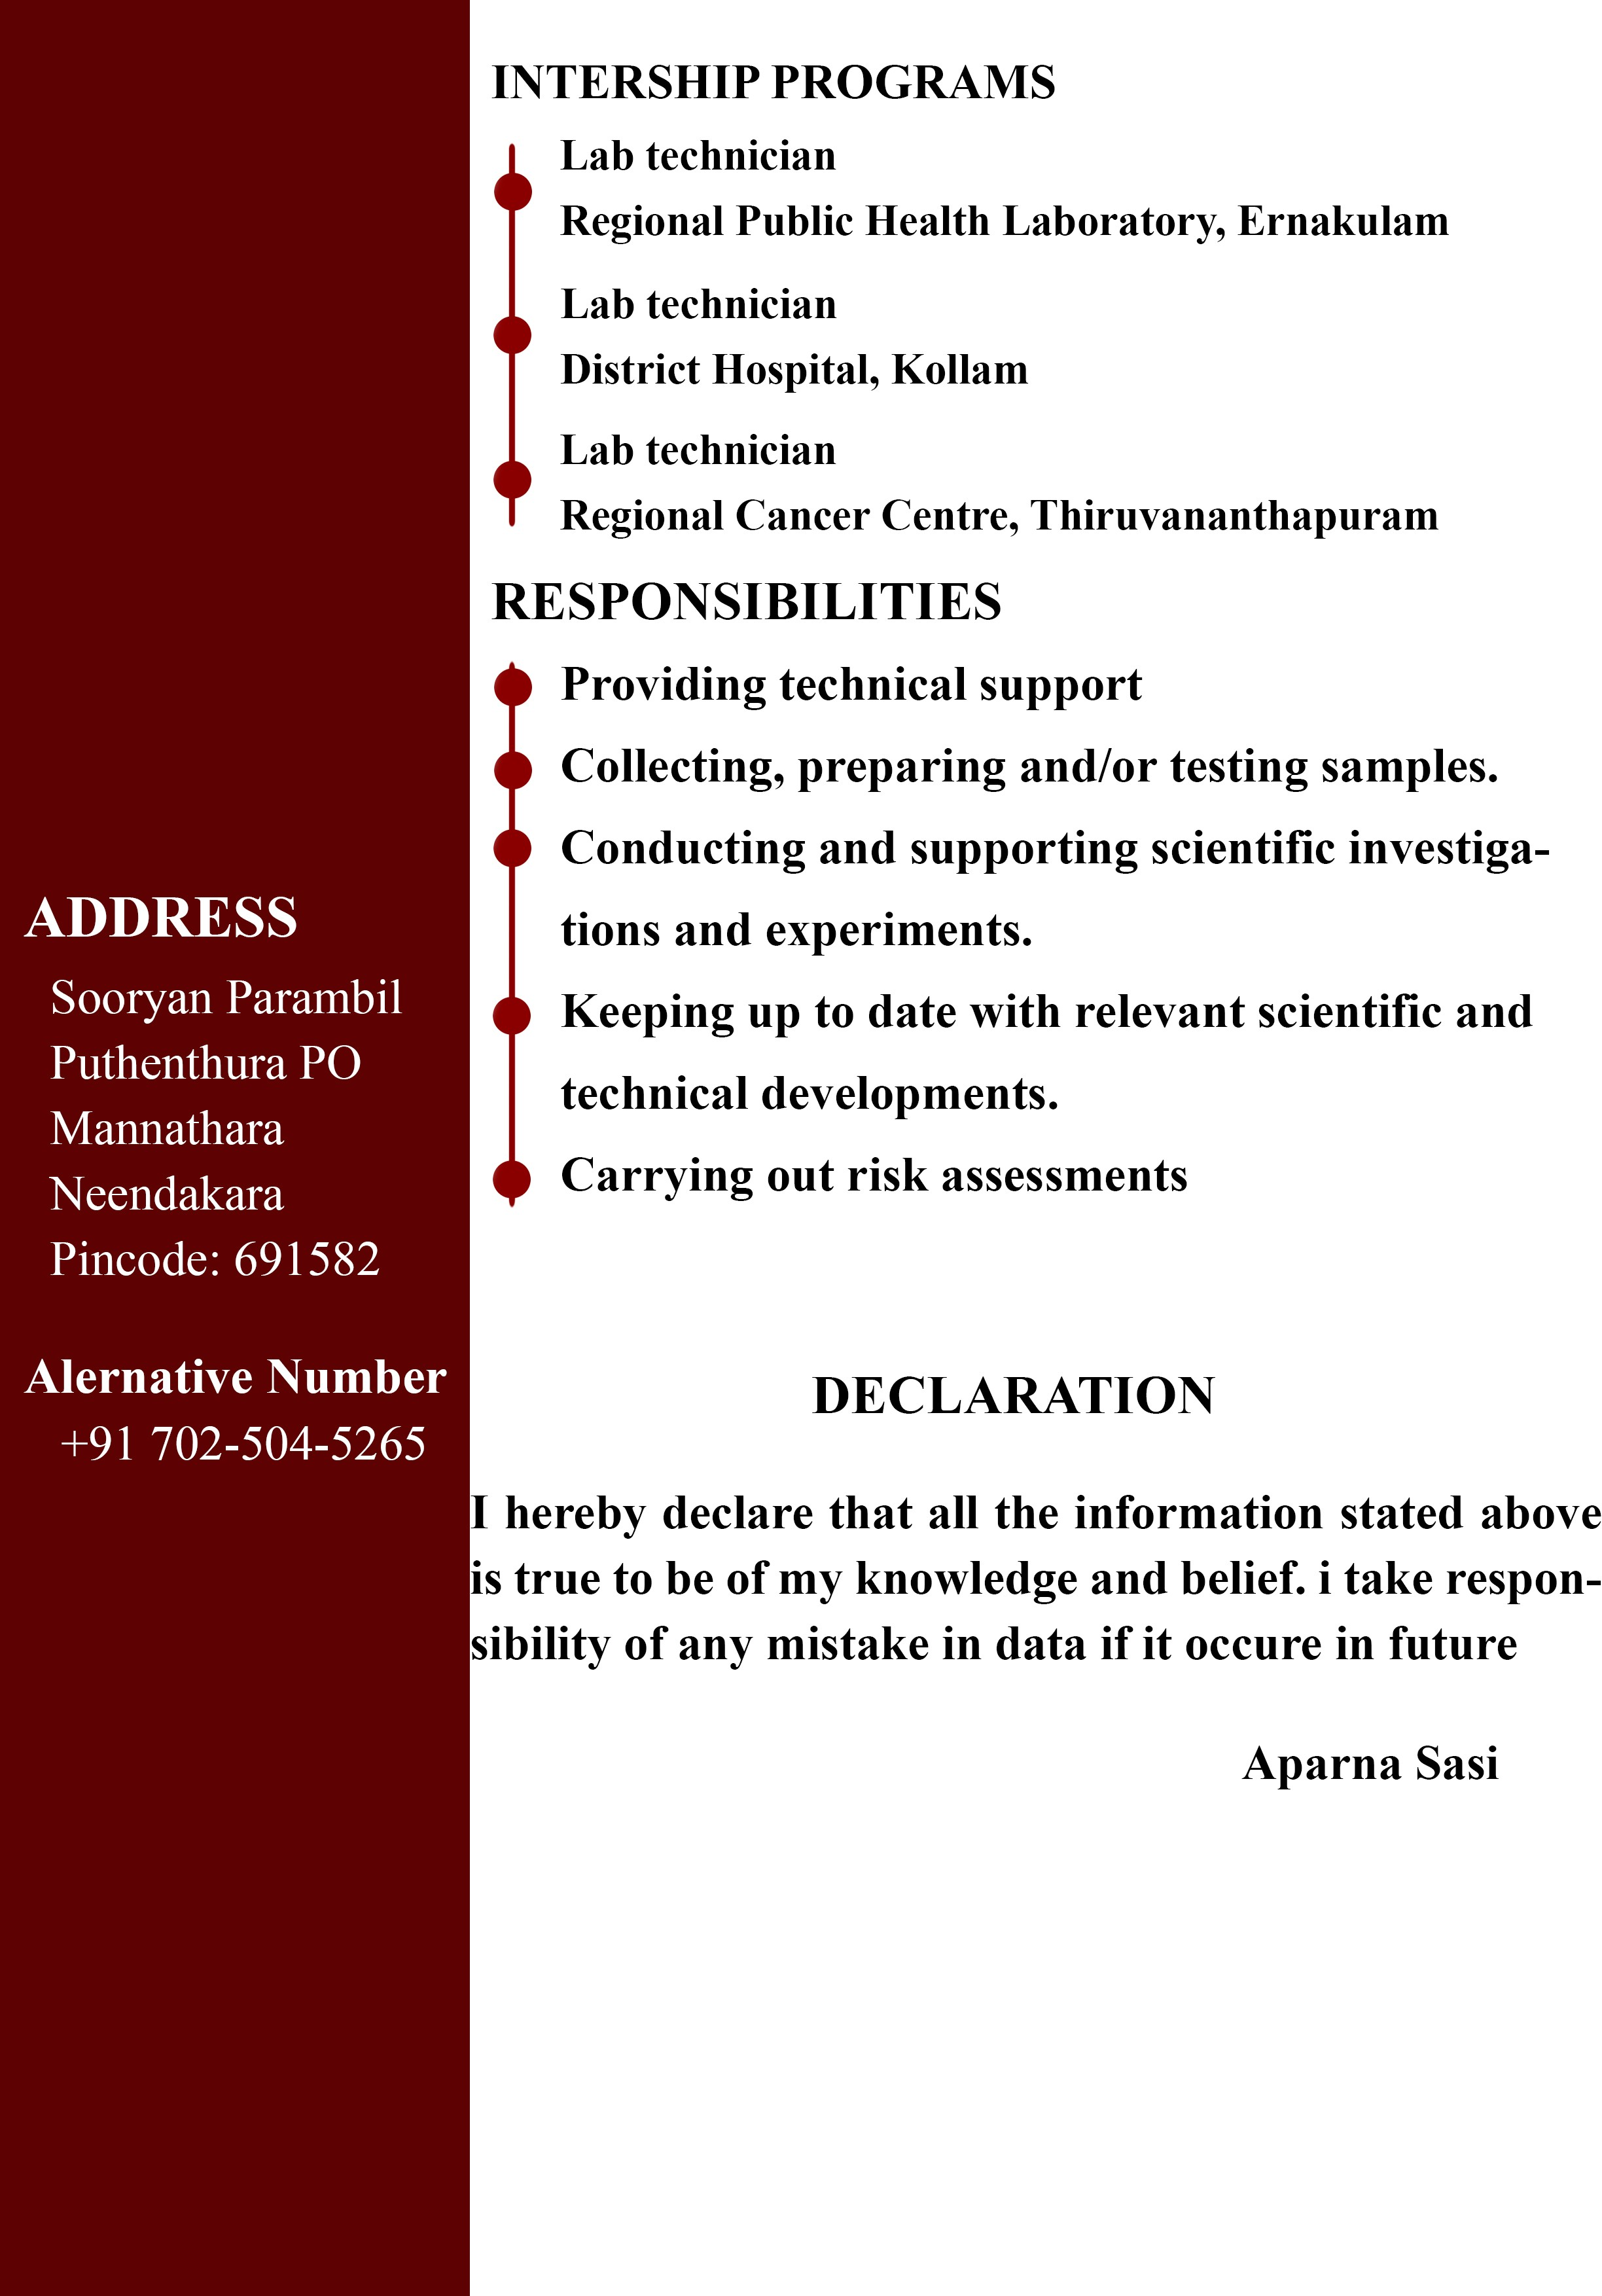 INTERSHIP PROGRAMS
Lab technician
Regional Public Health Laboratory, Ernakulam
Lab technician
District Hospital, Kollam
Lab technician
Regional Cancer Centre, Thiruvananthapuram
RESPONSIBILITIES
Providing technical support
Collecting, preparing and/or testing samples.
Conducting and supporting scientific investiga-
tions and experiments.
Keeping up to date with relevant scientific and
technical developments.
Carrying out risk assessments
ADDRESS
Sooryan Parambil
Puthenthura PO
Mannathara
Neendakara
Pincode: 691582
Alernative Number
+91 702-504-5265
DECLARATION
I hereby declare that all the information stated above
is true to be of my knowledge and belief. i take respon-
sibility of any mistake in data if it occure in future
Aparna Sasi